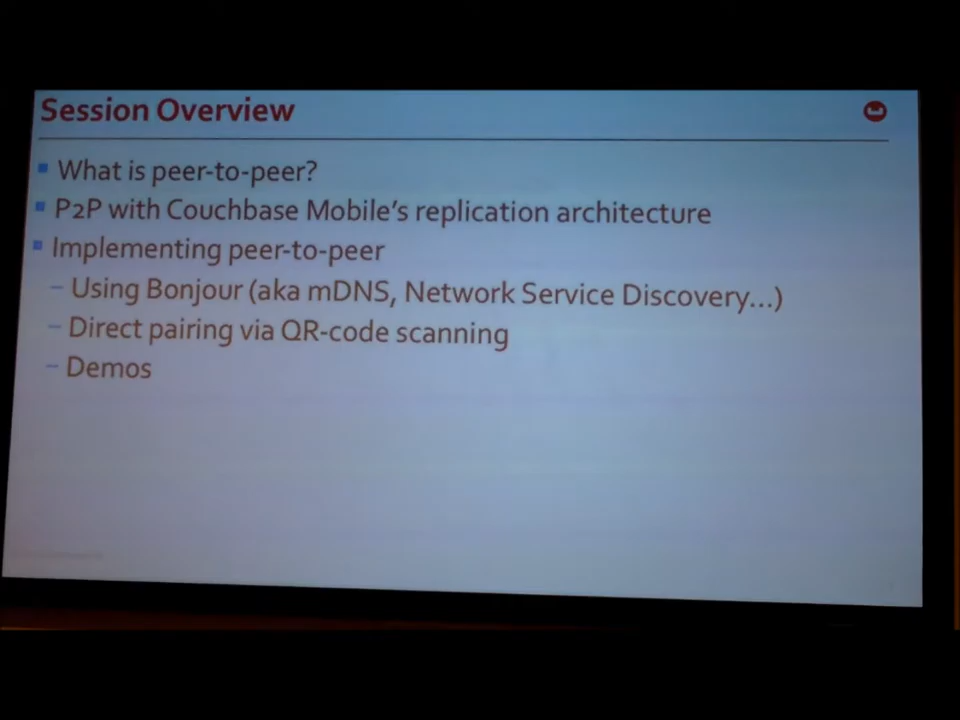 Session Overview
What is peer-to-peer?
P2P with Couchbase Mobile's replication architecture
Implementing peer-to-peer
– Using Bonjour (aka mDNS, Network Service Discovery...)
– Direct pairing via QR-code scanning
– Demos